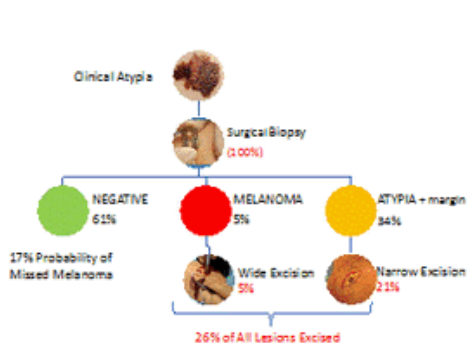 Clinical Atypia
Surgical Biopsy
(100%)
NEGATIVE
61%
MELANOMA
5%
ATYPIA + margin
34%
17% Probability of
Missed Melanoma
Wide Excision
5%
Narrow Excision
21%
26% of All Lesions Excised